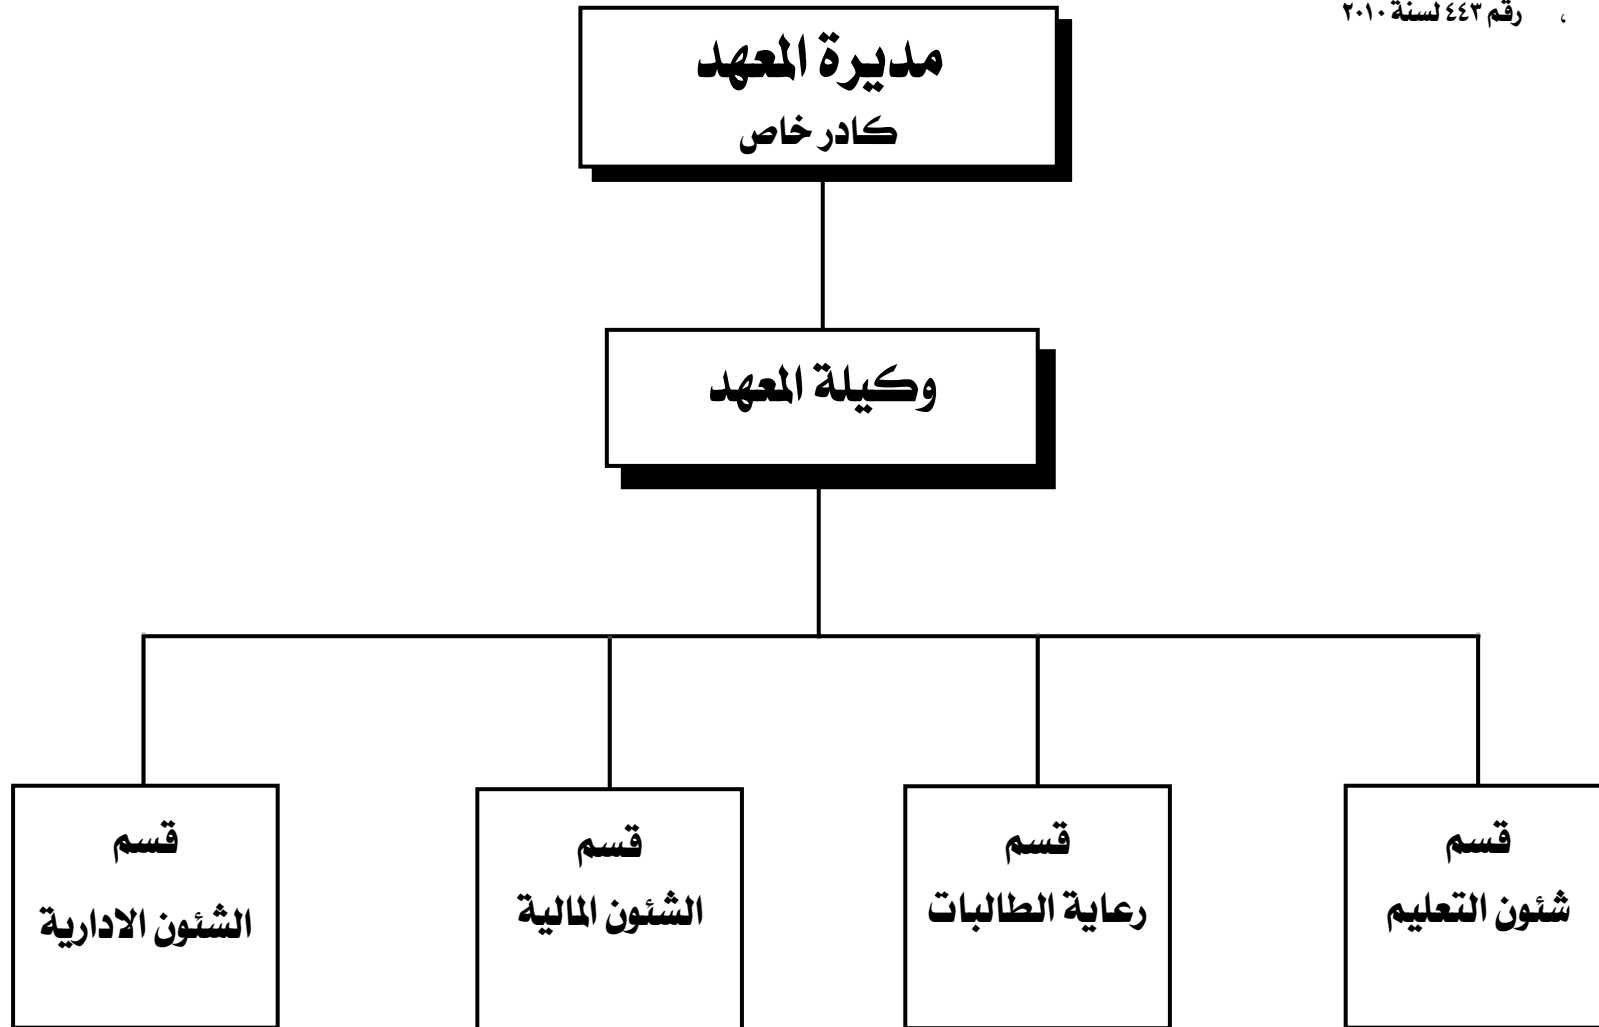 ، رقم ٤٤٣ لسنة ٢٠١٠
مديرة المعهد
كادر خاص
وكيلة المعهد
قسم
شئون التعليم
قسم
رعاية الطالبات
قسم
الشئون المالية
قسم
الشئون الادارية